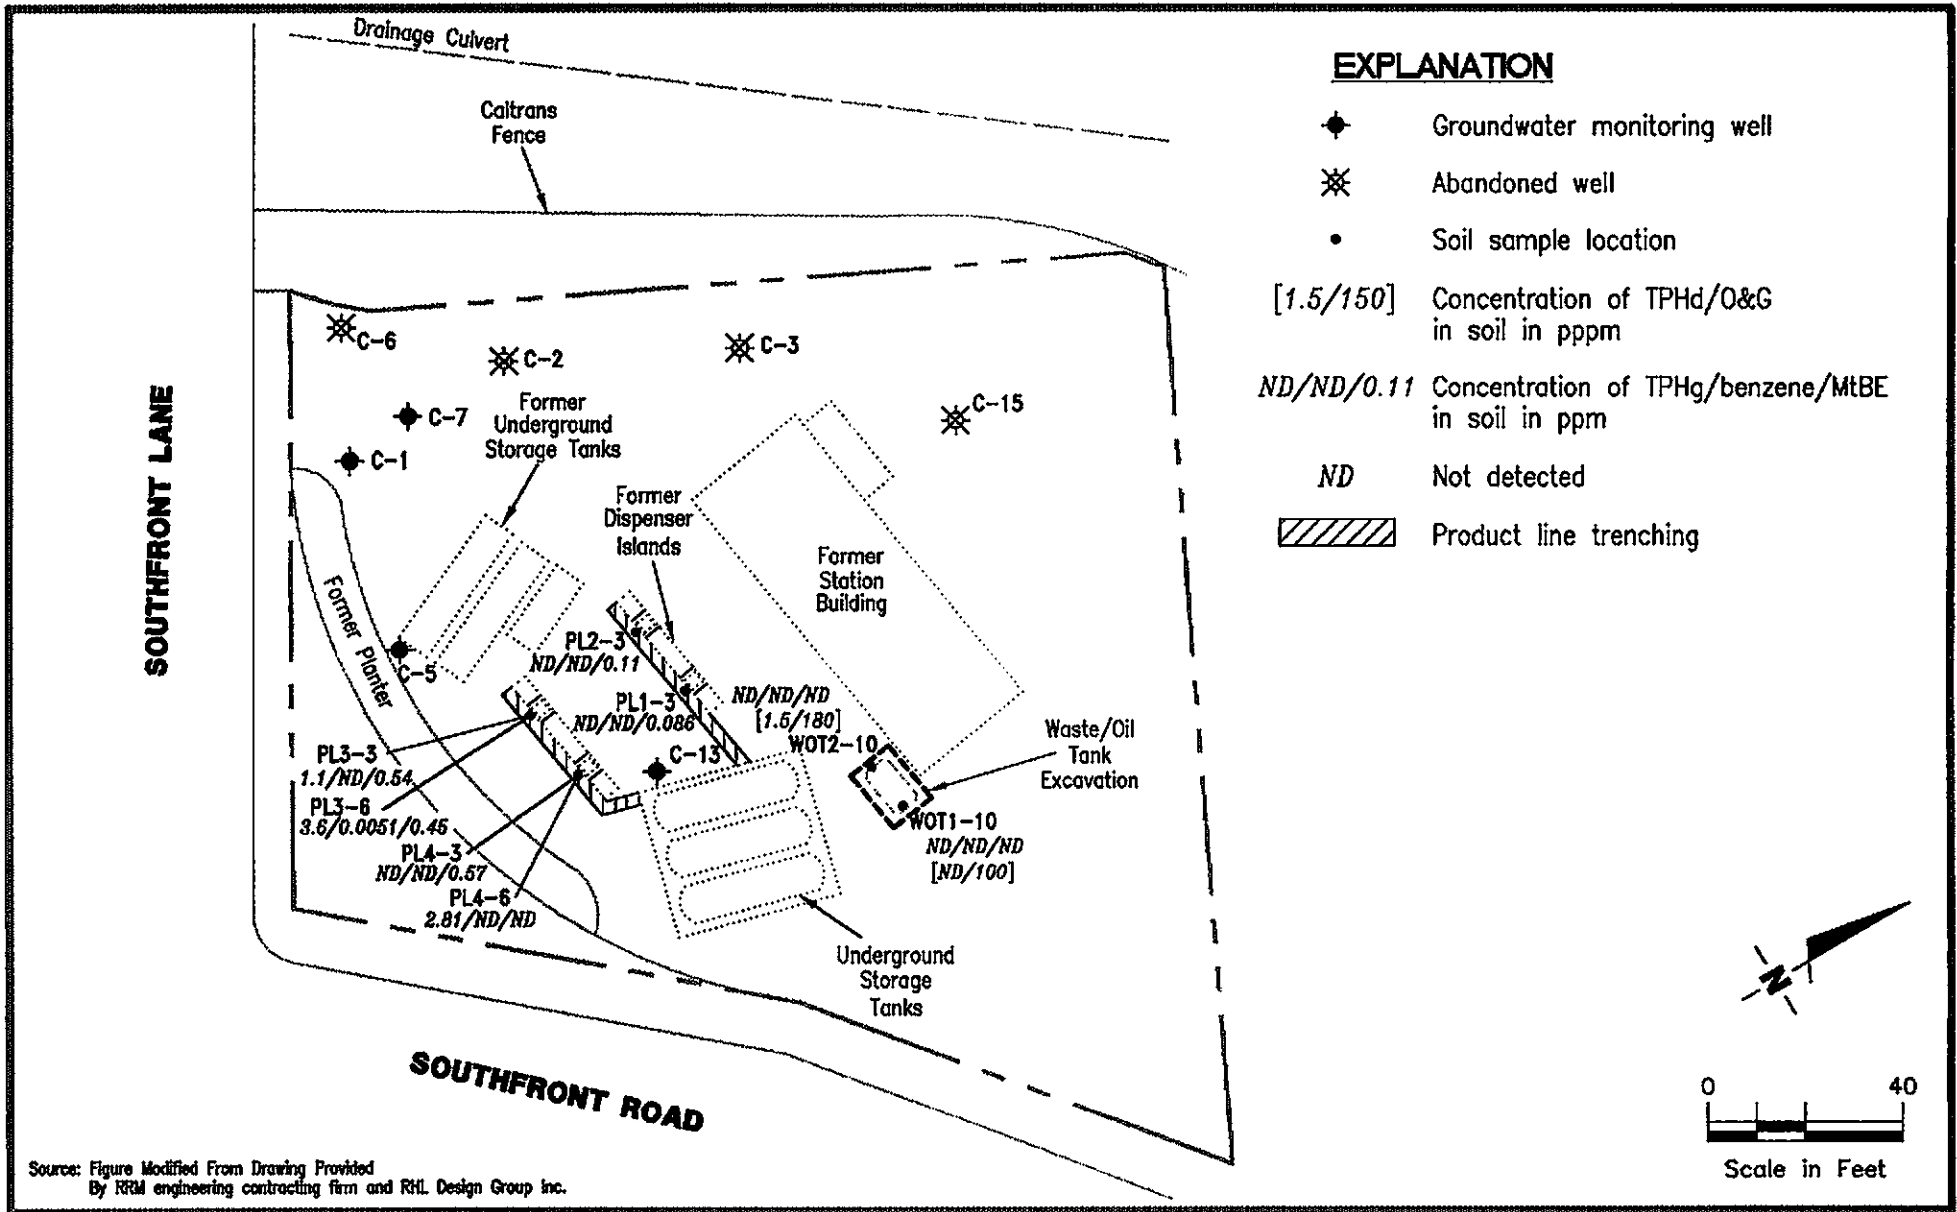 Drainage Culvert
EXPLANATION
Caltrans
Fence
Groundwater monitoring well
Abandoned well
Soil sample location
[1.5/150] Concentration of TPHd/O&G
in soil in pppm
ND/ND/0.11 Concentration of TPHg/benzene/MtBE
in soil in ppm
ND Not detected
Product line trenching
C-6
C-2
C-3
C-15
C-7
C-1
Former
Underground
Storage Tanks
Former
Dispenser
Islands
Former
Station
Building
SOUTHFRONT LANE
Former Planter
C-5
PL2-3
ND/ND/0.11
PL1-3
ND/ND/0.086
ND/ND/ND
[1.5/180]
WOT2-10
Waste/Oil
Tank
Excavation
C-13
PL3-3
1.1/ND/0.54
PL3-6
3.6/0.0051/0.45
PL4-3
ND/ND/0.57
PL4-6
2.81/ND/ND
WOT1-10
ND/ND/ND
[ND/100]
Underground
Storage
Tanks
SOUTHFRONT ROAD
N
0 40
Scale in Feet
Source: Figure Modified From Drawing Provided
By RRM engineering contracting firm and RHL Design Group Inc.